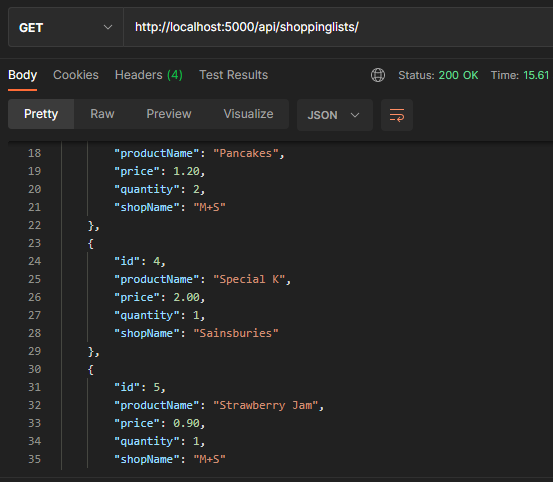 GET http://localhost:5000/api/shoppinglists/
Body Cookies Headers (4) Test Results Status: 200 OK Time: 15.61
Pretty Raw Preview Visualize JSON
18 "productName": "Pancakes",
19 "price": 1.20,
20 "quantity": 2,
21 "shopName": "M+S"
22 },
23 {
24 "id": 4,
25 "productName": "Special K",
26 "price": 2.00,
27 "quantity": 1,
28 "shopName": "Sainsburies"
29 },
30 {
31 "id": 5,
32 "productName": "Strawberry Jam",
33 "price": 0.90,
34 "quantity": 1,
35 "shopName": "M+S"